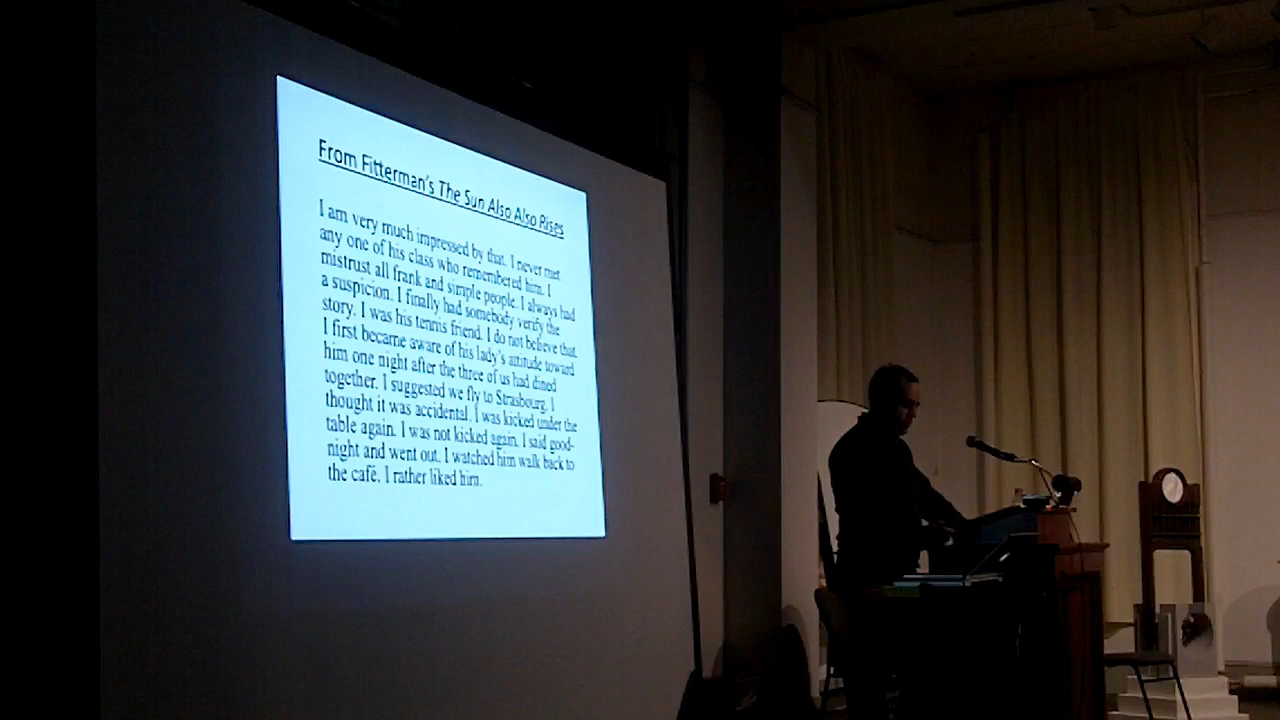 From Fitterman's The Sun Also Also Rises
I am very much impressed by that. I never met
any one of his class who remembered him. I
mistrust all frank and simple people. I always had
a suspicion. I finally had somebody verify the
story. I was his tennis friend. I do not believe that.
I first became aware of his lady's attitude toward
him one night after the three of us had dined
together. I suggested we fly to Strasbourg. I
thought it was accidental. I was kicked under the
table again. I was not kicked again. I said good-
night and went out. I watched him walk back to
the café. I rather liked him.